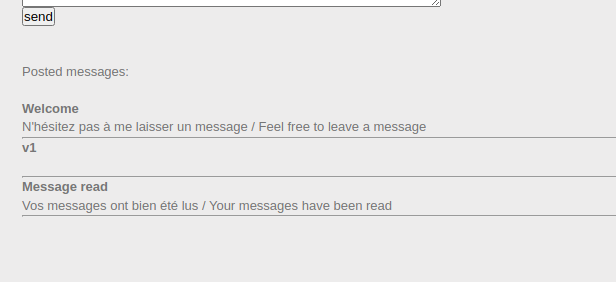 send
Posted messages:
Welcome
N'hésitez pas à me laisser un message / Feel free to leave a message
v1
Message read
Vos messages ont bien été lus / Your messages have been read